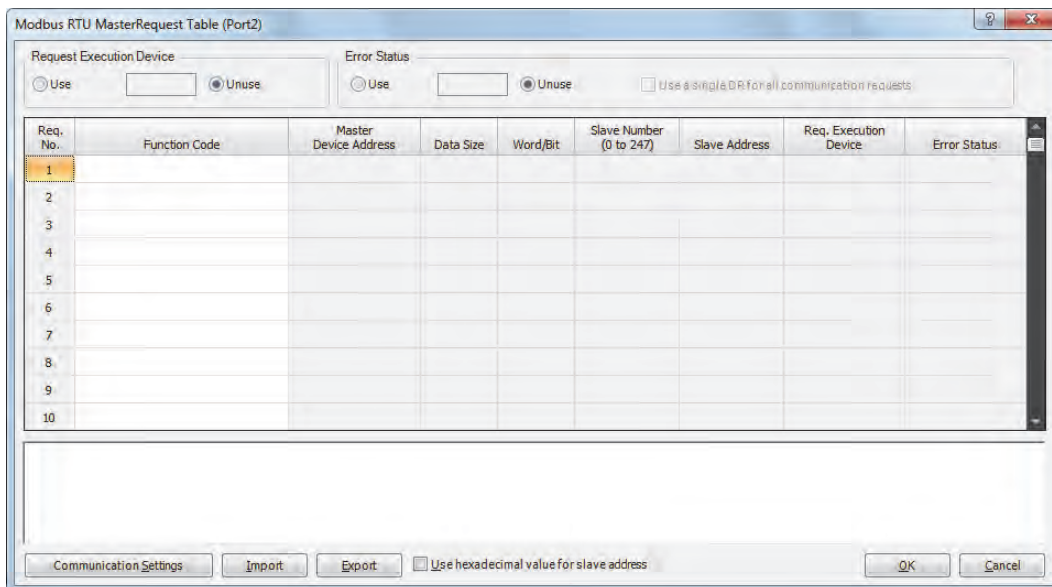 Modbus RTU MasterRequest Table (Port2)
Request Execution Device
Error Status
Use
Unuse
Use
Unuse
Use a single DR for all communication requests
Req. No.
Function Code
Master Device Address
Data Size
Word/Bit
Slave Number (0 to 247)
Slave Address
Req. Execution Device
Error Status
1
2
3
4
5
6
7
8
9
10
Communication Settings
Import
Export
Use hexadecimal value for slave address
OK
Cancel